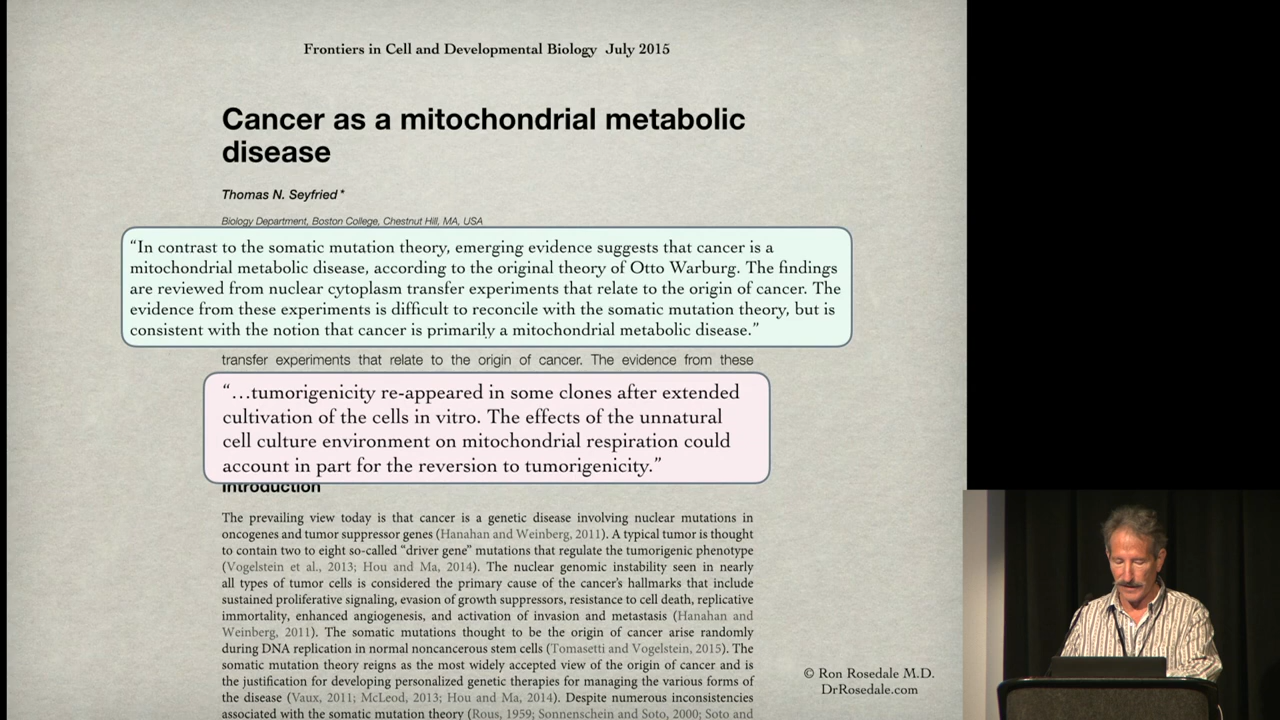 Frontiers in Cell and Developmental Biology  July 2015
Cancer as a mitochondrial metabolic
disease
Thomas N. Seyfried*
Biology Department, Boston College, Chestnut Hill, MA, USA
“In contrast to the somatic mutation theory, emerging evidence suggests that cancer is a
mitochondrial metabolic disease, according to the original theory of Otto Warburg. The findings
are reviewed from nuclear cytoplasm transfer experiments that relate to the origin of cancer. The
evidence from these experiments is difficult to reconcile with the somatic mutation theory, but is
consistent with the notion that cancer is primarily a mitochondrial metabolic disease.”
transfer experiments that relate to the origin of cancer. The evidence from these
“…tumorigenicity re-appeared in some clones after extended
cultivation of the cells in vitro. The effects of the unnatural
cell culture environment on mitochondrial respiration could
account in part for the reversion to tumorigenicity.”
Introduction
The prevailing view today is that cancer is a genetic disease involving nuclear mutations in
oncogenes and tumor suppressor genes (Hanahan and Weinberg, 2011). A typical tumor is thought
to contain two to eight so-called “driver gene” mutations that regulate the tumorigenic phenotype
(Vogelstein et al., 2013; Hou and Ma, 2014). The nuclear genomic instability seen in nearly
all types of tumor cells is considered the primary cause of the cancer’s hallmarks that include
sustained proliferative signaling, evasion of growth suppressors, resistance to cell death, replicative
immortality, enhanced angiogenesis, and activation of invasion and metastasis (Hanahan and
Weinberg, 2011). The somatic mutations thought to be the origin of cancer arise randomly
during DNA replication in normal noncancerous stem cells (Tomasetti and Vogelstein, 2015). The
somatic mutation theory reigns as the most widely accepted view of the origin of cancer and is
the justification for developing personalized genetic therapies for managing the various forms of
the disease (Vaux, 2011; McLeod, 2013; Hou and Ma, 2014). Despite numerous inconsistencies
associated with the somatic mutation theory (Rous, 1959; Sonnenschein and Soto, 2000; Soto and
© Ron Rosedale M.D.
DrRosedale.com